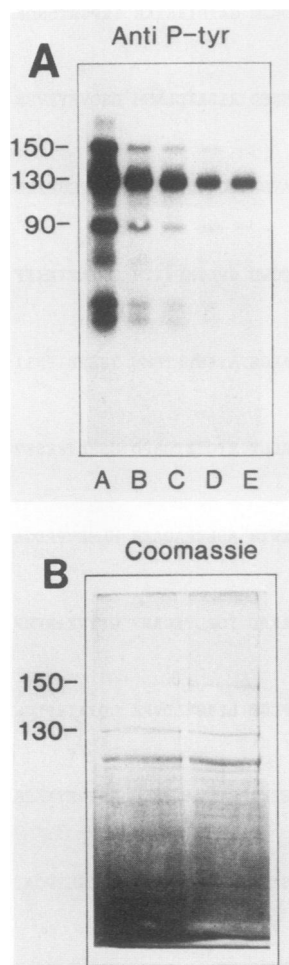 Anti P-tyr
A
150-
130-
90-
A B C D E
Coomassie
B
150-
130-